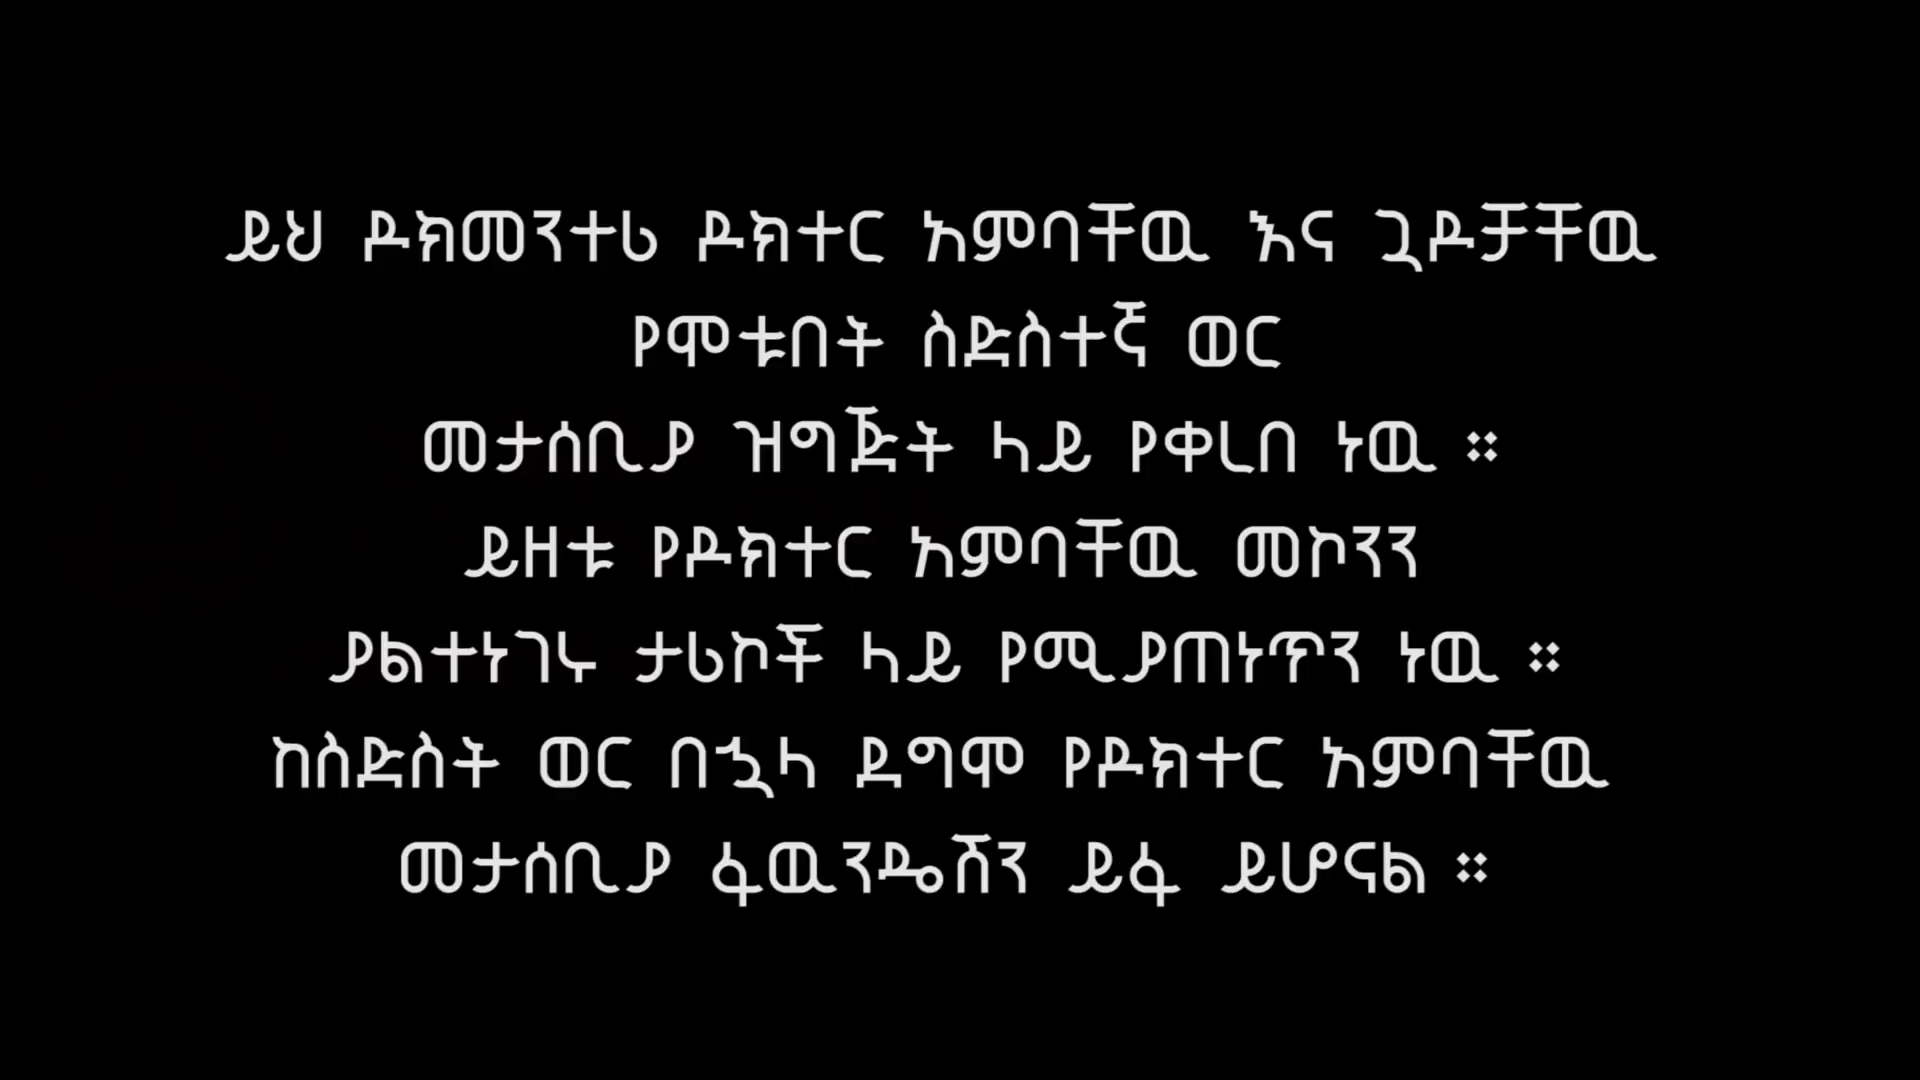 ይህ ዶክመንተሪ ዶክተር አምባቸዉ እና ጏዶቻቸዉ
የሞቱበት ስድስተኛ ወር
መታሰቢያ ዝግጅት ላይ የቀረበ ነዉ ።
ይዘቱ የዶክተር አምባቸዉ መኮንን
ያልተነገሩ ታሪኮች ላይ የሚያጠነጥን ነዉ ።
ከስድስት ወር በኋላ ደግሞ የዶክተር አምባቸዉ
መታሰቢያ ፋዉንዴሽን ይፋ ይሆናል ።